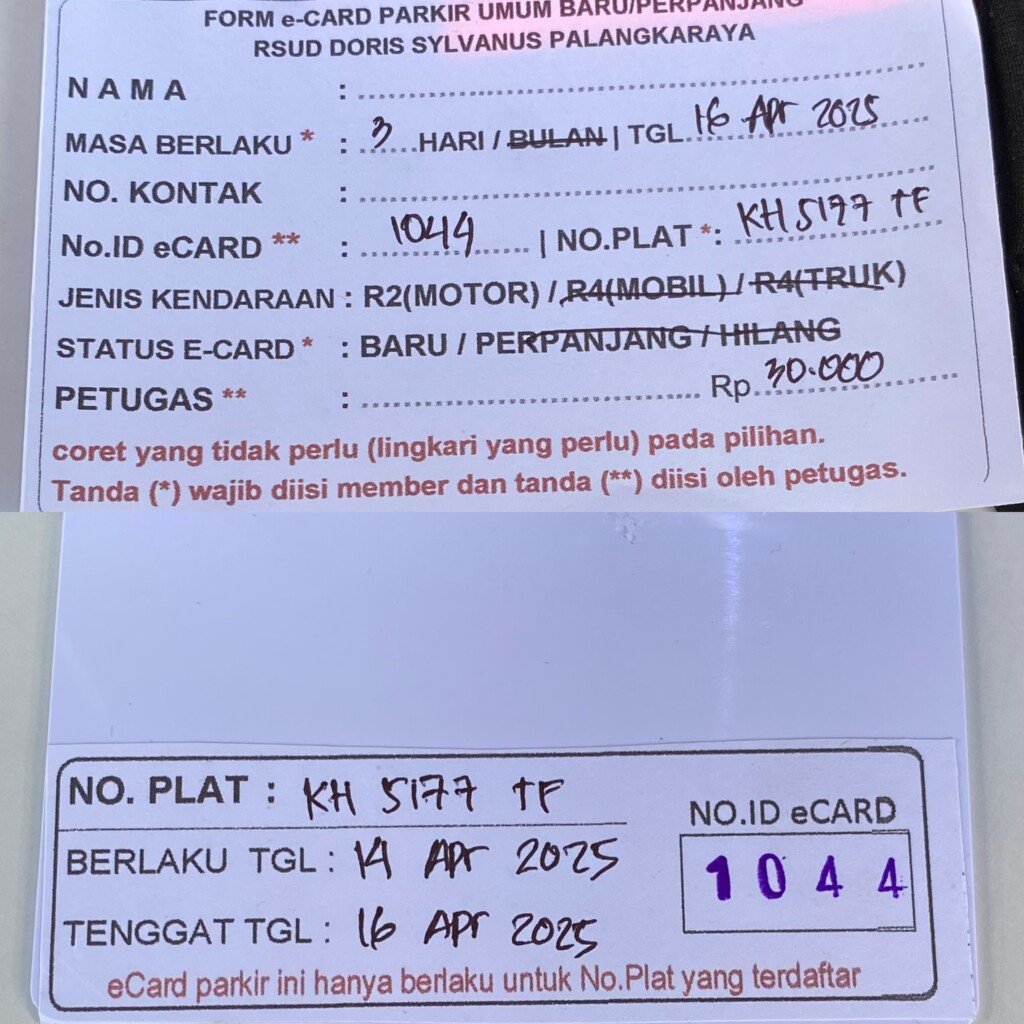 FORM e-CARD PARKIR UMUM BARU/PERPANJANG
RSUD DORIS SYLVANUS PALANGKARAYA
N A M A :
MASA BERLAKU * : 3 HARI / BULAN | TGL. 16 Apr 2025
NO. KONTAK :
No.ID eCARD ** : 1044 | NO.PLAT *: KH 5177 TF
JENIS KENDARAAN : R2(MOTOR) / R4(MOBIL) / R4(TRUK)
STATUS E-CARD * : BARU / PERPANJANG / HILANG
PETUGAS ** : Rp. 30.000
coret yang tidak perlu (lingkari yang perlu) pada pilihan.
Tanda (*) wajib diisi member dan tanda (**) diisi oleh petugas.
NO. PLAT : KH 5177 TF
NO.ID eCARD
BERLAKU TGL : 14 APR 2025
1044
TENGGAT TGL : 16 APR 2025
eCard parkir ini hanya berlaku untuk No.Plat yang terdaftar